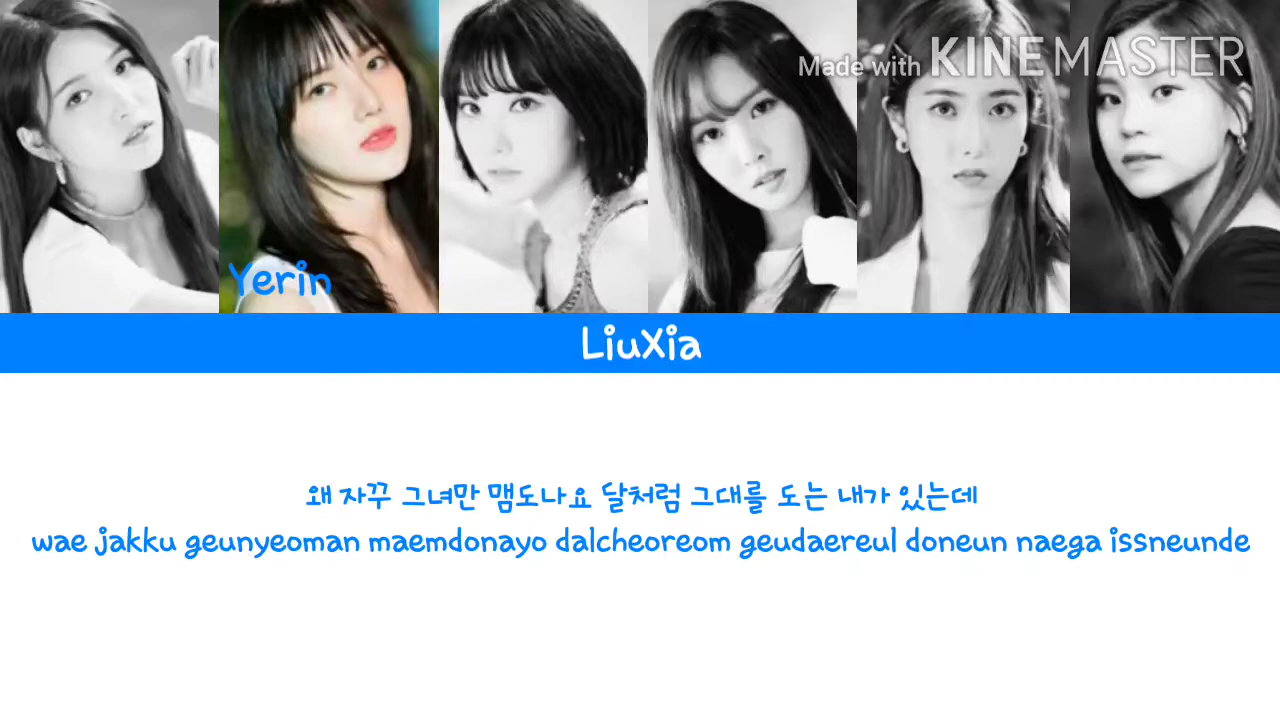 Made with KINEMASTER
Yerin
LiuXia
왜 자꾸 그녀만 맴도나요 달처럼 그대를 도는 내가 있는데
wae jakku geunyeoman maemdonayo dalcheoreom geudaereul doneun naega issneunde